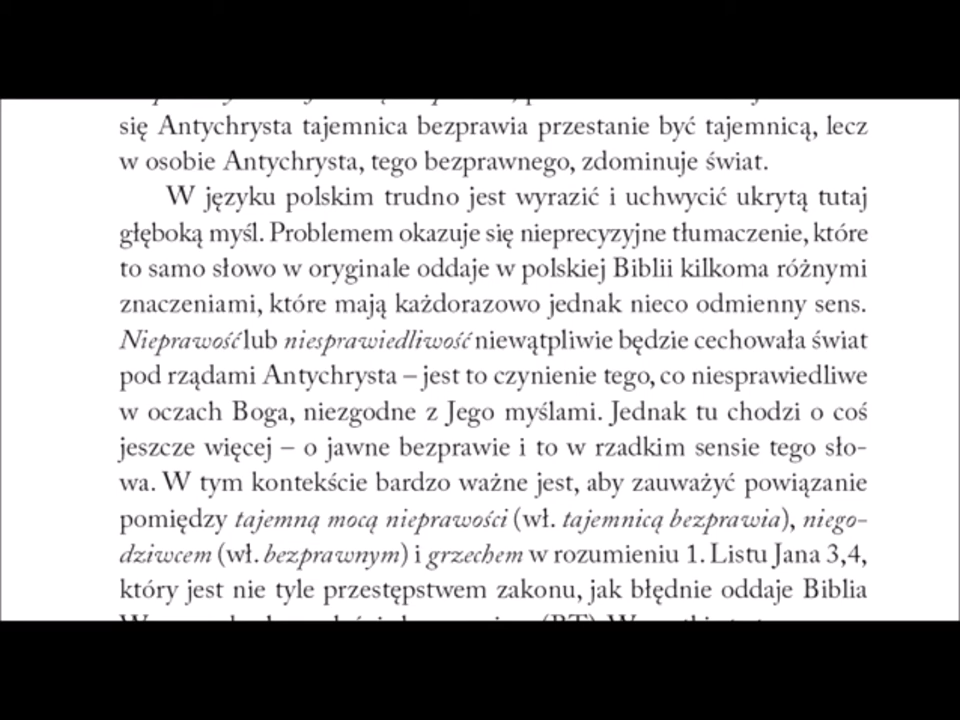 się Antychrysta tajemnica bezprawia przestanie być tajemnicą, lecz
w osobie Antychrysta, tego bezprawnego, zdominuje świat.
W języku polskim trudno jest wyrazić i uchwycić ukrytą tutaj
głęboką myśl. Problemem okazuje się nieprecyzyjne tłumaczenie, które
to samo słowo w oryginale oddaje w polskiej Biblii kilkoma różnymi
znaczeniami, które mają każdorazowo jednak nieco odmienny sens.
Nieprawość lub niesprawiedliwość niewątpliwie będzie cechowała świat
pod rządami Antychrysta – jest to czynienie tego, co niesprawiedliwe
w oczach Boga, niezgodne z Jego myślami. Jednak tu chodzi o coś
jeszcze więcej – o jawne bezprawie i to w rzadkim sensie tego sło-
wa. W tym kontekście bardzo ważne jest, aby zauważyć powiązanie
pomiędzy tajemną mocą nieprawości (wł. tajemnicą bezprawia), niego-
dziwcem (wł. bezprawnym) i grzechem w rozumieniu 1. Listu Jana 3,4,
który jest nie tyle przestępstwem zakonu, jak błędnie oddaje Biblia